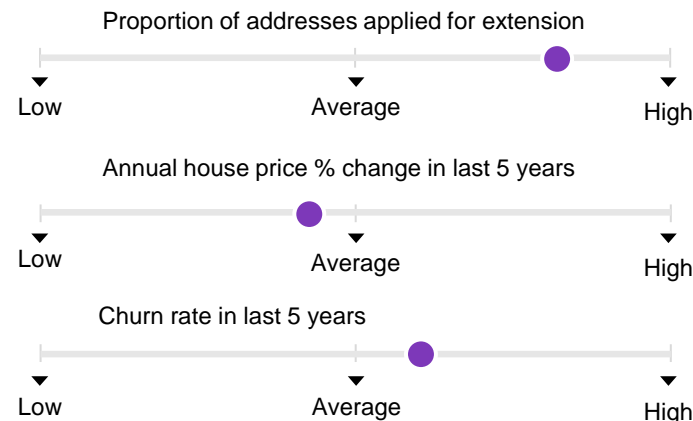 Proportion of addresses applied for extension
Low Average High
Annual house price % change in last 5 years
Low Average High
Churn rate in last 5 years
Low Average High